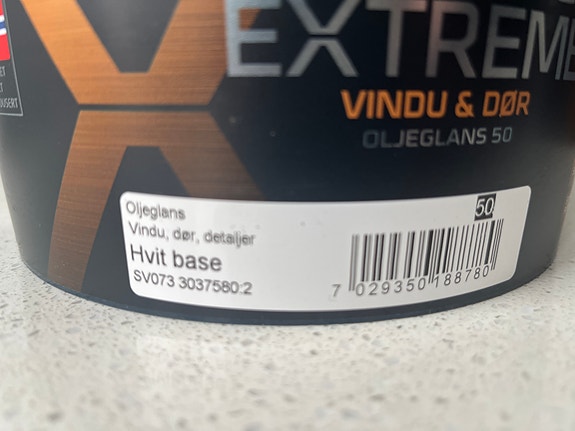 EXTREME
VINDU & DØR
OLJEGLANS 50
Oljeglans
50
Vindu, dør, detaljer
Hvit base
SV073 3037580:2
7 029350 188780